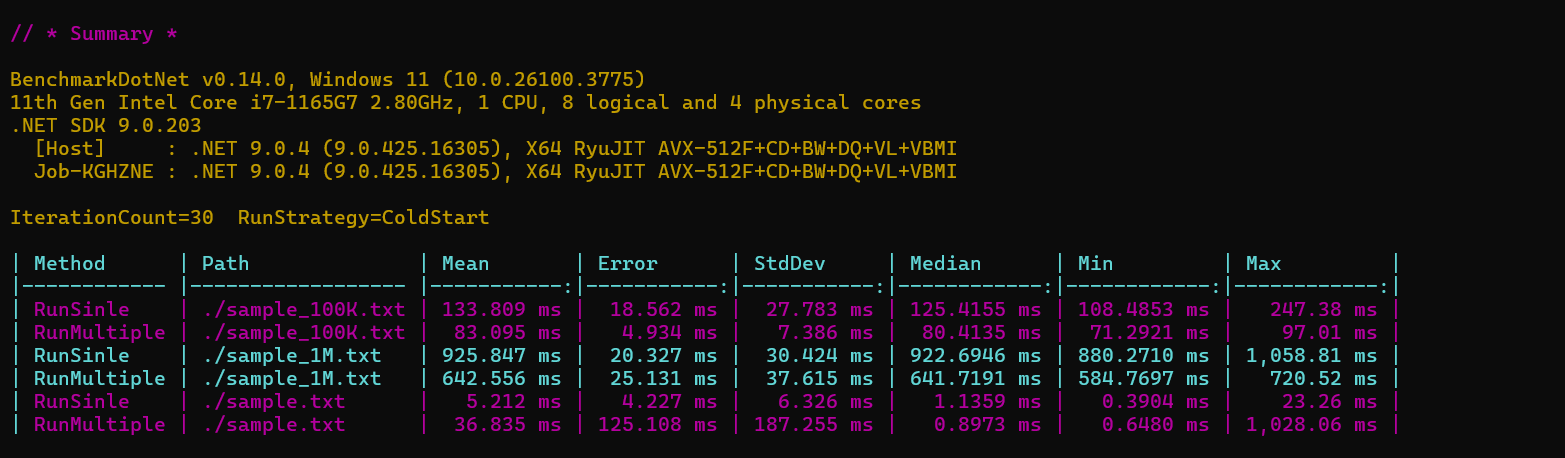 // * Summary *
BenchmarkDotNet v0.14.0, Windows 11 (10.0.26100.3775)
11th Gen Intel Core i7-1165G7 2.80GHz, 1 CPU, 8 logical and 4 physical cores
.NET SDK 9.0.203
  [Host]     : .NET 9.0.4 (9.0.425.16305), X64 RyuJIT AVX-512F+CD+BW+DQ+VL+VBMI
  Job-KGHZNE : .NET 9.0.4 (9.0.425.16305), X64 RyuJIT AVX-512F+CD+BW+DQ+VL+VBMI
IterationCount=30  RunStrategy=ColdStart
| Method      | Path              | Mean       | Error      | StdDev     | Median      | Min         | Max         |
|------------ |------------------ |-----------:|-----------:|-----------:|------------:|------------:|------------:|
| RunSinle    | ./sample_100K.txt | 133.809 ms |  18.562 ms |  27.783 ms | 125.4155 ms | 108.4853 ms |   247.38 ms |
| RunMultiple | ./sample_100K.txt |  83.095 ms |   4.934 ms |   7.386 ms |  80.4135 ms |  71.2921 ms |    97.01 ms |
| RunSinle    | ./sample_1M.txt   | 925.847 ms |  20.327 ms |  30.424 ms | 922.6946 ms | 880.2710 ms | 1,058.81 ms |
| RunMultiple | ./sample_1M.txt   | 642.556 ms |  25.131 ms |  37.615 ms | 641.7191 ms | 584.7697 ms |   720.52 ms |
| RunSinle    | ./sample.txt      |   5.212 ms |   4.227 ms |   6.326 ms |   1.1359 ms |   0.3904 ms |    23.26 ms |
| RunMultiple | ./sample.txt      |  36.835 ms | 125.108 ms | 187.255 ms |   0.8973 ms |   0.6480 ms | 1,028.06 ms |